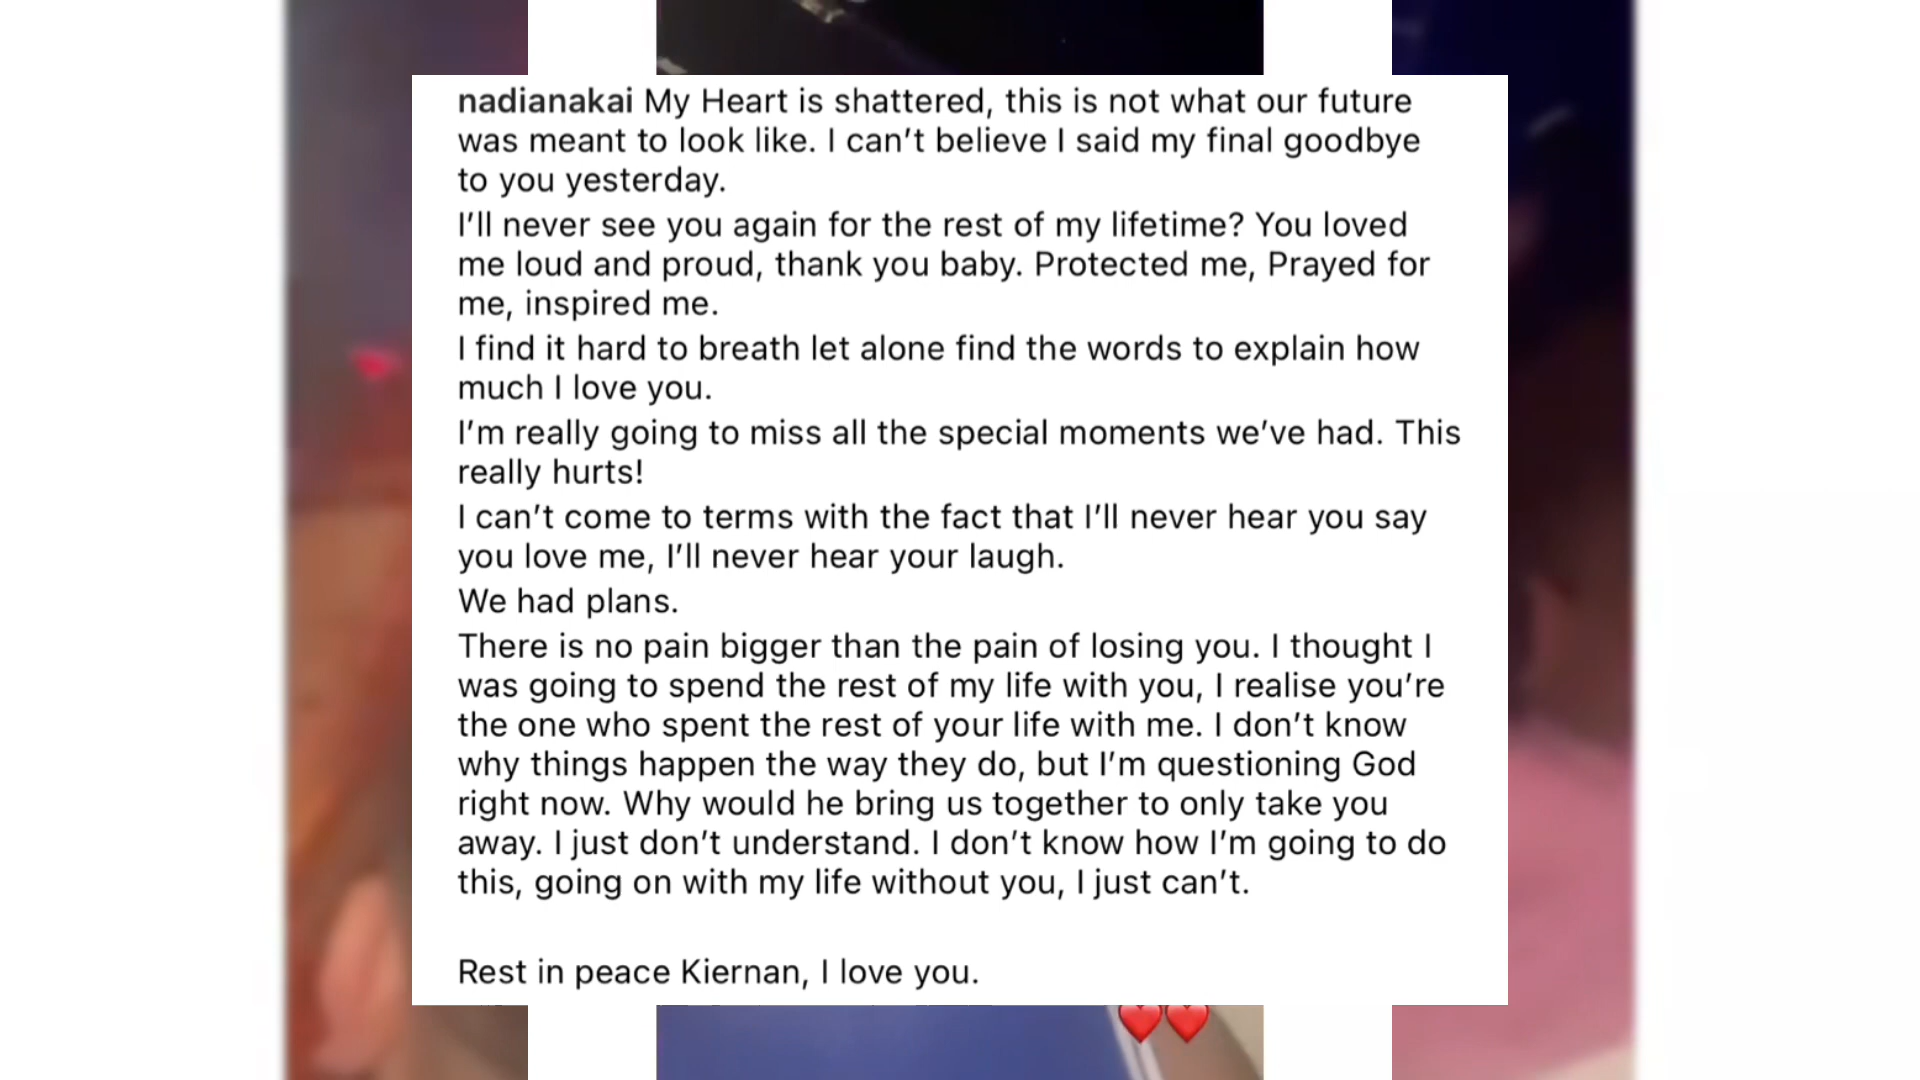 nadianakai My Heart is shattered, this is not what our future
was meant to look like. I can’t believe I said my final goodbye
to you yesterday.
I’ll never see you again for the rest of my lifetime? You loved
me loud and proud, thank you baby. Protected me, Prayed for
me, inspired me.
I find it hard to breath let alone find the words to explain how
much I love you.
I’m really going to miss all the special moments we’ve had. This
really hurts!
I can’t come to terms with the fact that I’ll never hear you say
you love me, I’ll never hear your laugh.
We had plans.
There is no pain bigger than the pain of losing you. I thought I
was going to spend the rest of my life with you, I realise you’re
the one who spent the rest of your life with me. I don’t know
why things happen the way they do, but I’m questioning God
right now. Why would he bring us together to only take you
away. I just don’t understand. I don’t know how I’m going to do
this, going on with my life without you, I just can’t.
Rest in peace Kiernan, I love you.